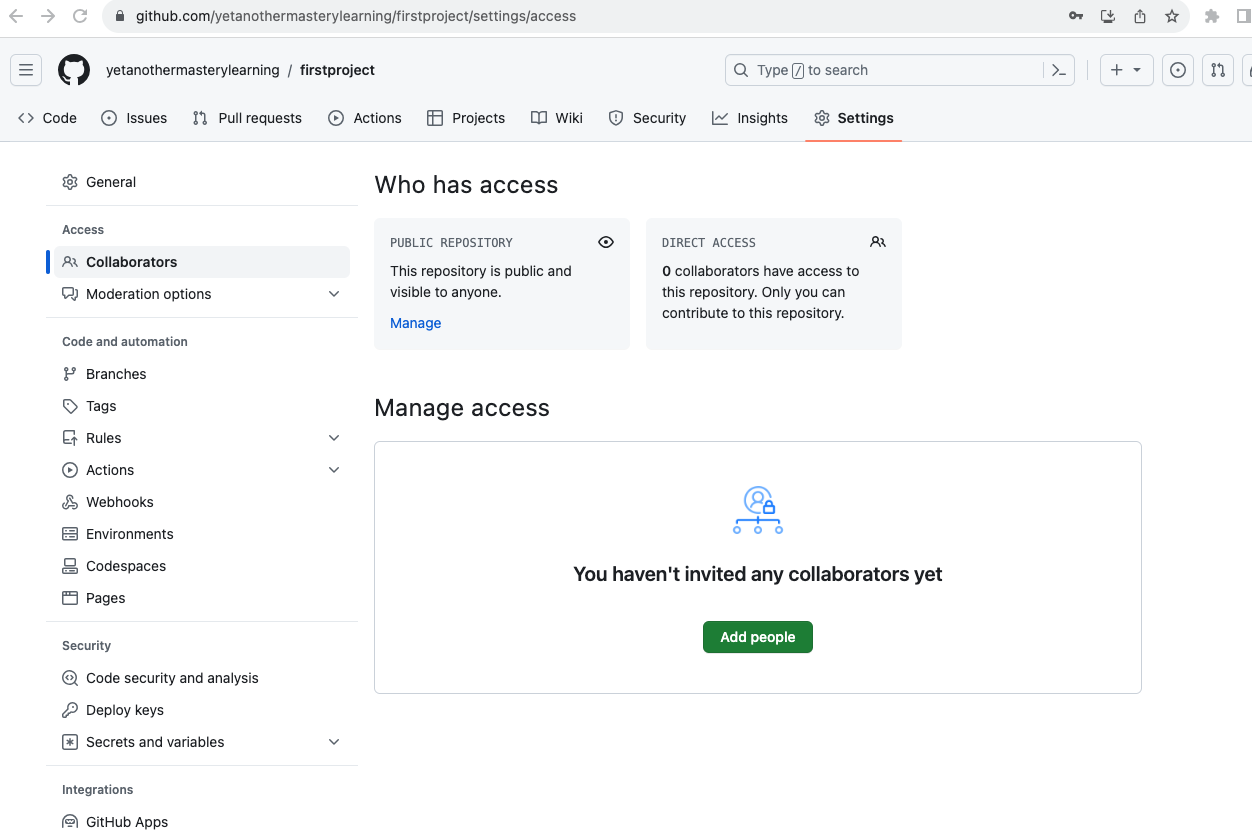 github.com/yetanothermasterylearning/firstproject/settings/access
yetanothermasterylearning / firstproject
Type / to search
Code Issues Pull requests Actions Projects Wiki Security Insights Settings
General
Access
Collaborators
Moderation options
Code and automation
Branches
Tags
Rules
Actions
Webhooks
Environments
Codespaces
Pages
Security
Code security and analysis
Deploy keys
Secrets and variables
Integrations
GitHub Apps
Who has access
PUBLIC REPOSITORY
This repository is public and
visible to anyone.
Manage
DIRECT ACCESS
0 collaborators have access to
this repository. Only you can
contribute to this repository.
Manage access
You haven't invited any collaborators yet
Add people